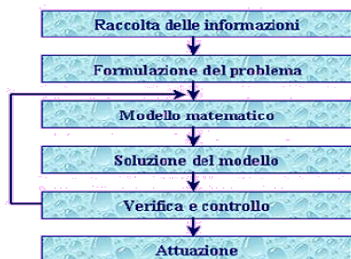 Raccolta delle informazioni
Formulazione del problema
Modello matematico
Soluzione del modello
Verifica e controllo
Attuazione